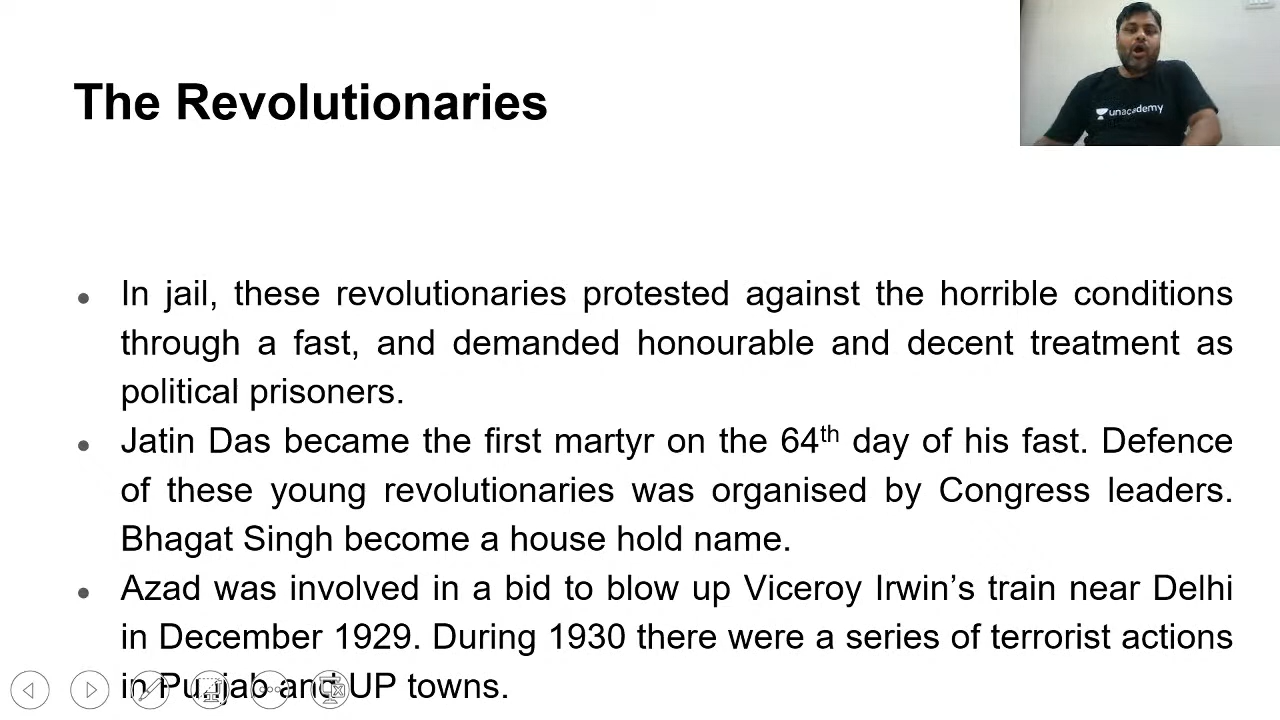 The Revolutionaries
unacademy
In jail, these revolutionaries protested against the horrible conditions
through a fast, and demanded honourable and decent treatment as
political prisoners.
Jatin Das became the first martyr on the 64th day of his fast. Defence
of these young revolutionaries was organised by Congress leaders.
Bhagat Singh become a house hold name.
Azad was involved in a bid to blow up Viceroy Irwin’s train near Delhi
in December 1929. During 1930 there were a series of terrorist actions
in Punjab and UP towns.